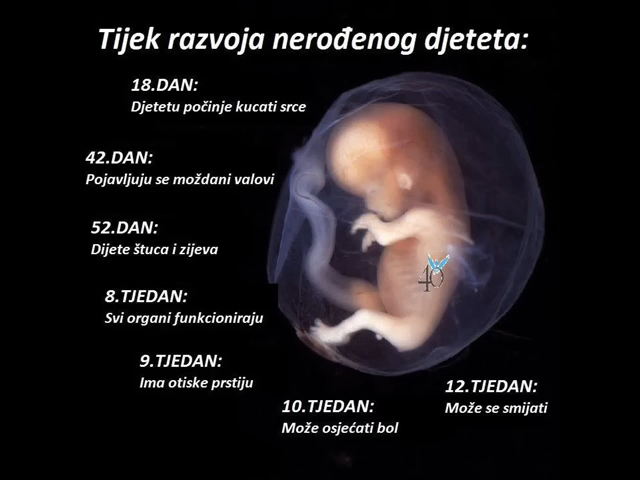 Tijek razvoja nerođenog djeteta:
18.DAN:
Djetetu počinje kucati srce
42.DAN:
Pojavljuju se moždani valovi
52.DAN:
Dijete štuca i zijeva
8.TJEDAN:
Svi organi funkcioniraju
9.TJEDAN:
Ima otiske prstiju
10.TJEDAN:
Može osjećati bol
12.TJEDAN:
Može se smijati
40